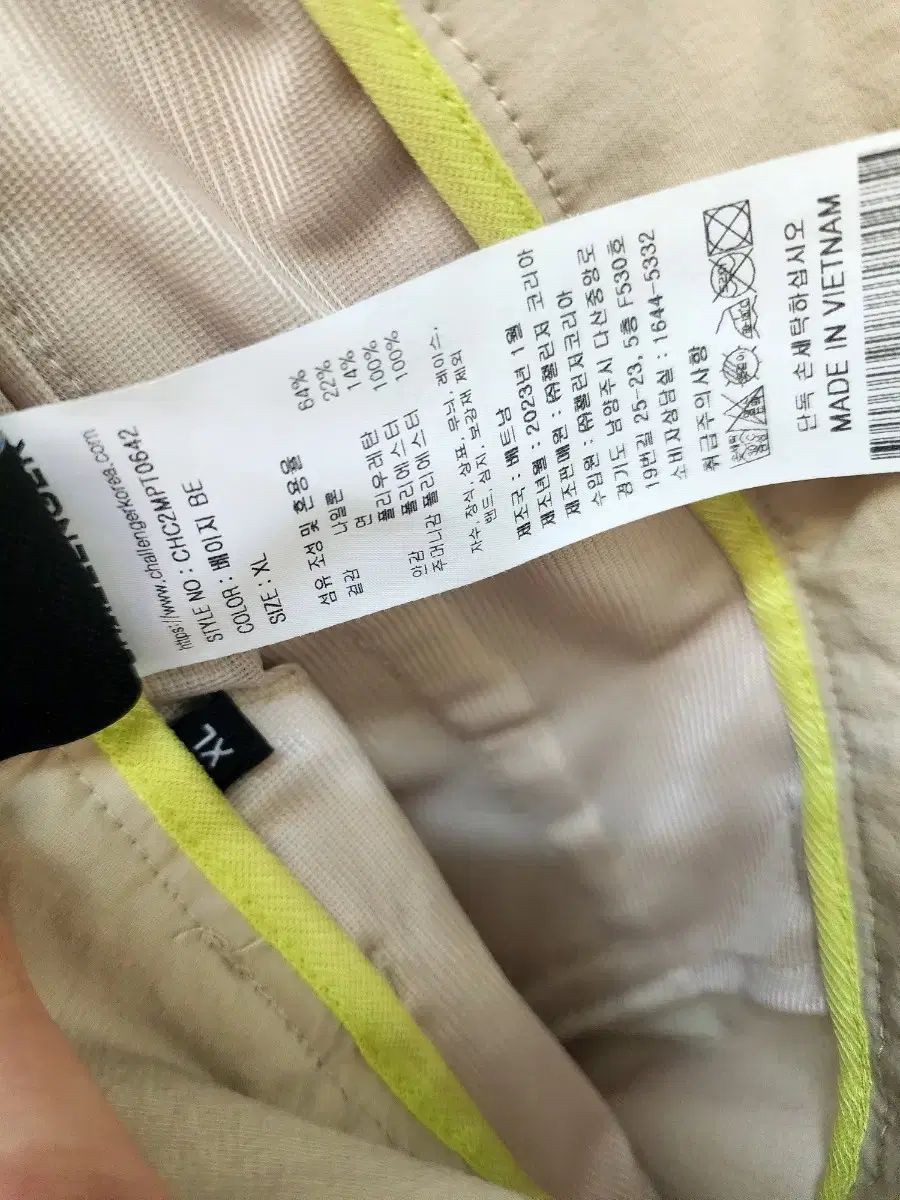 https://www.challengerkorea.com
STYLE NO : CHC2MPT0642
COLOR : 베이지 BE
SIZE : XL
섬유 조성 및 혼용률
겉감 나일론 64%
면 22%
폴리우레탄 14%
안감 폴리에스터 100%
주머니감 폴리에스터 100%
자수, 장식, 상표, 무늬, 레이스,
밴드 심지, 보강재 제외
제조국 : 베트남
제조년월 : 2023년 1월
제조판매원 : ㈜챌린저코리아
수입원 : ㈜챌린저코리아
경기도 남양주시 다산중앙로
19번길 25-23, 5층 F530호
소비자상담실 : 1644-5332
취급주의사항
단독 손세탁하십시오
MADE IN VIETNAM
XL